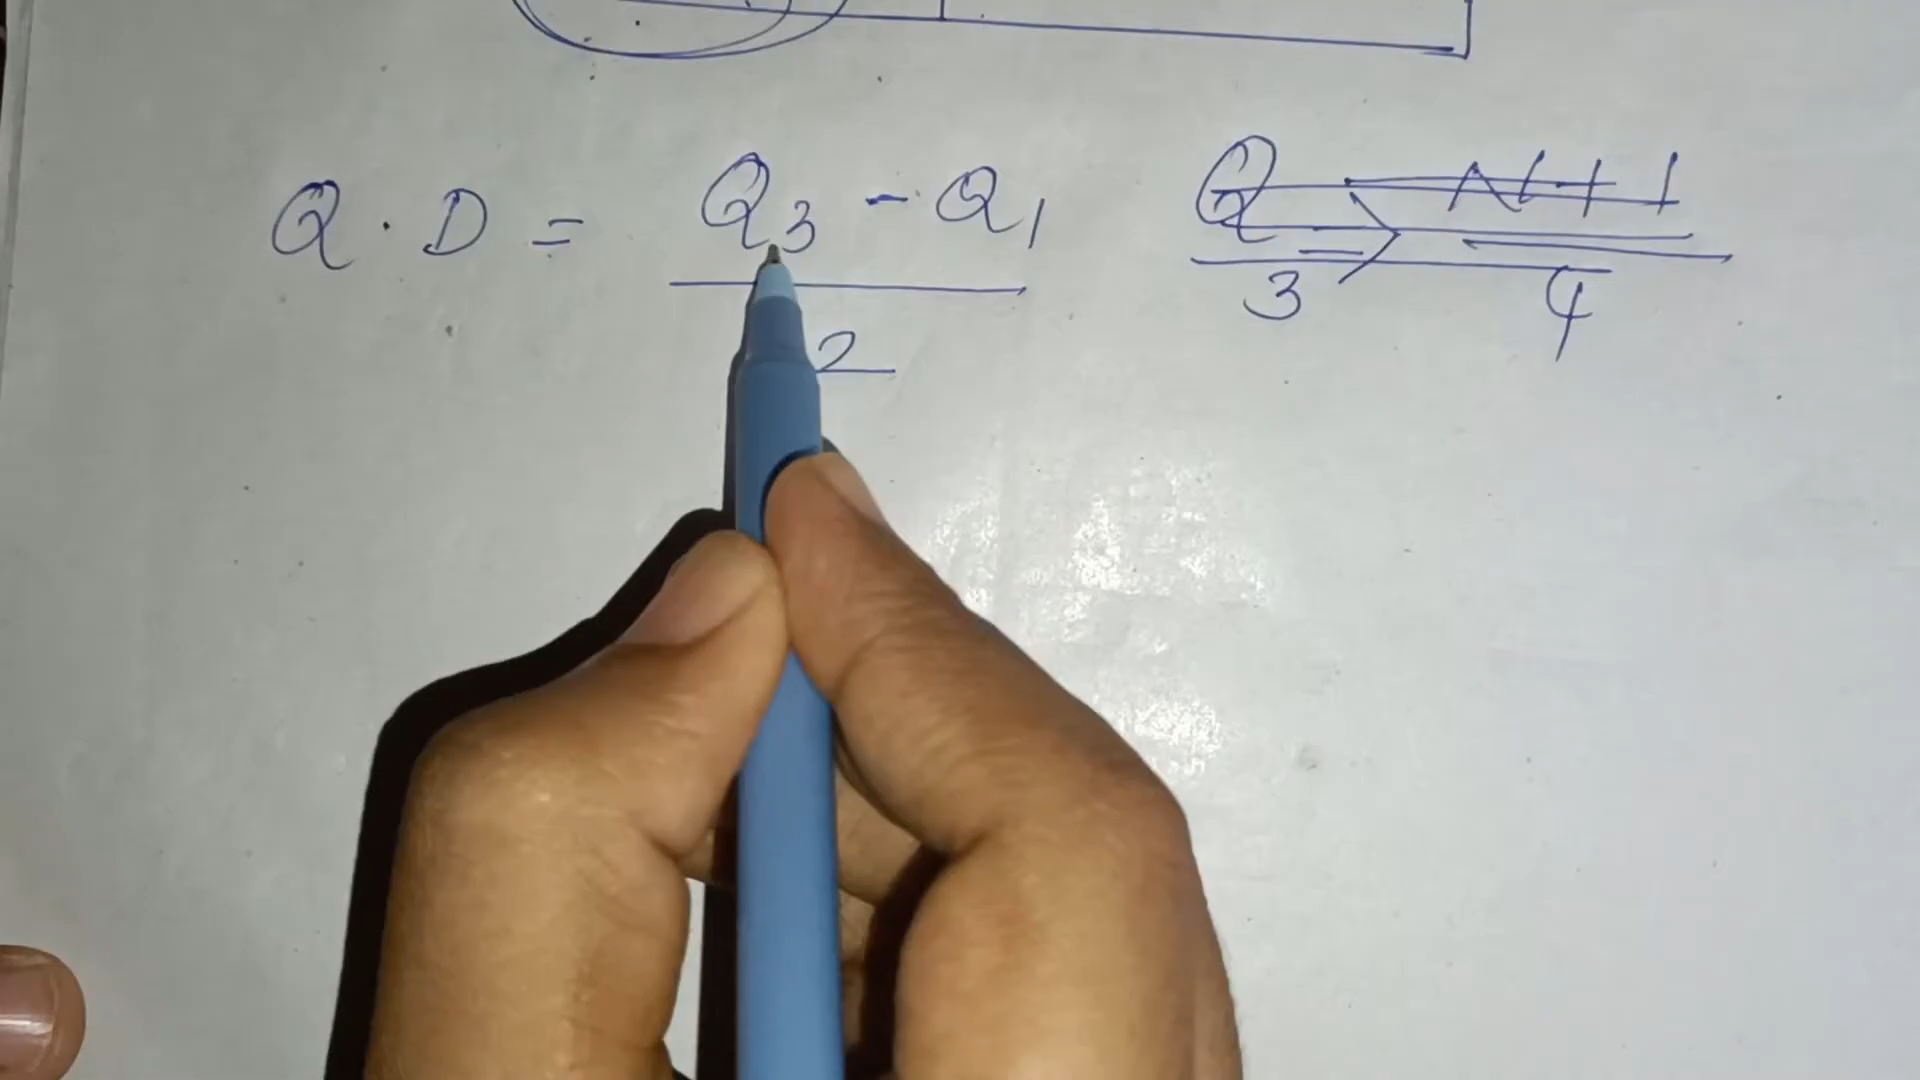 Q . D = Q3 - Q1
2
Q3 => N+1
4